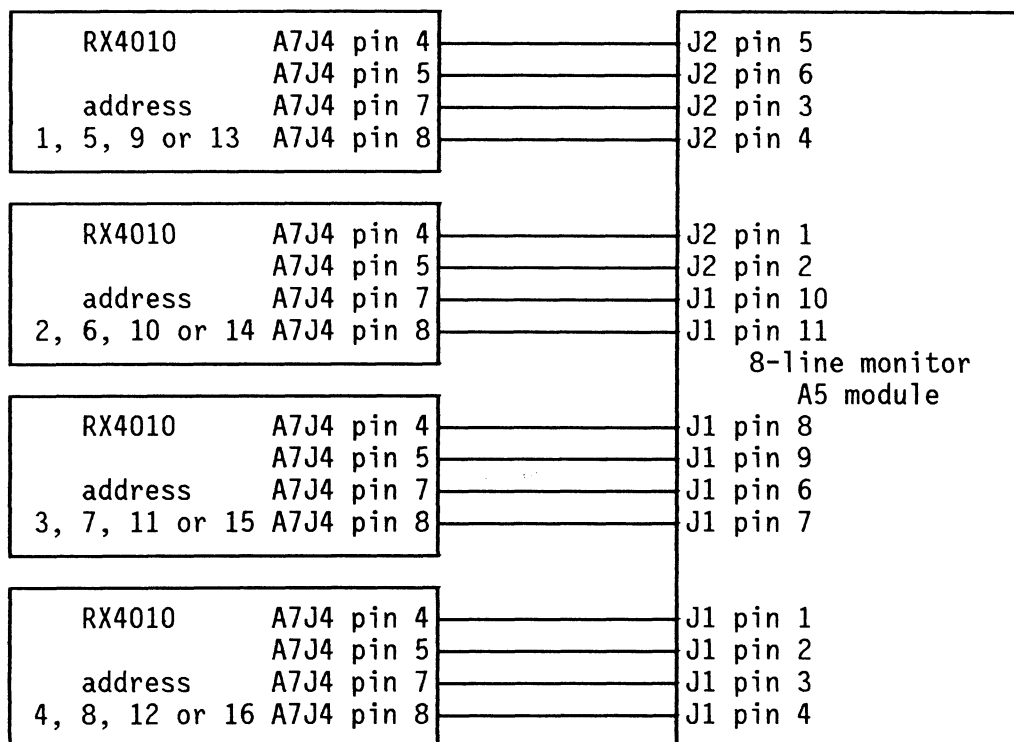 RX4010 A7J4 pin 4 J2 pin 5
A7J4 pin 5 J2 pin 6
address A7J4 pin 7 J2 pin 3
1, 5, 9 or 13 A7J4 pin 8 J2 pin 4
RX4010 A7J4 pin 4 J2 pin 1
A7J4 pin 5 J2 pin 2
address A7J4 pin 7 J1 pin 10
2, 6, 10 or 14 A7J4 pin 8 J1 pin 11
8-line monitor
A5 module
RX4010 A7J4 pin 4 J1 pin 8
A7J4 pin 5 J1 pin 9
address A7J4 pin 7 J1 pin 6
3, 7, 11 or 15 A7J4 pin 8 J1 pin 7
RX4010 A7J4 pin 4 J1 pin 1
A7J4 pin 5 J1 pin 2
address A7J4 pin 7 J1 pin 3
4, 8, 12 or 16 A7J4 pin 8 J1 pin 4